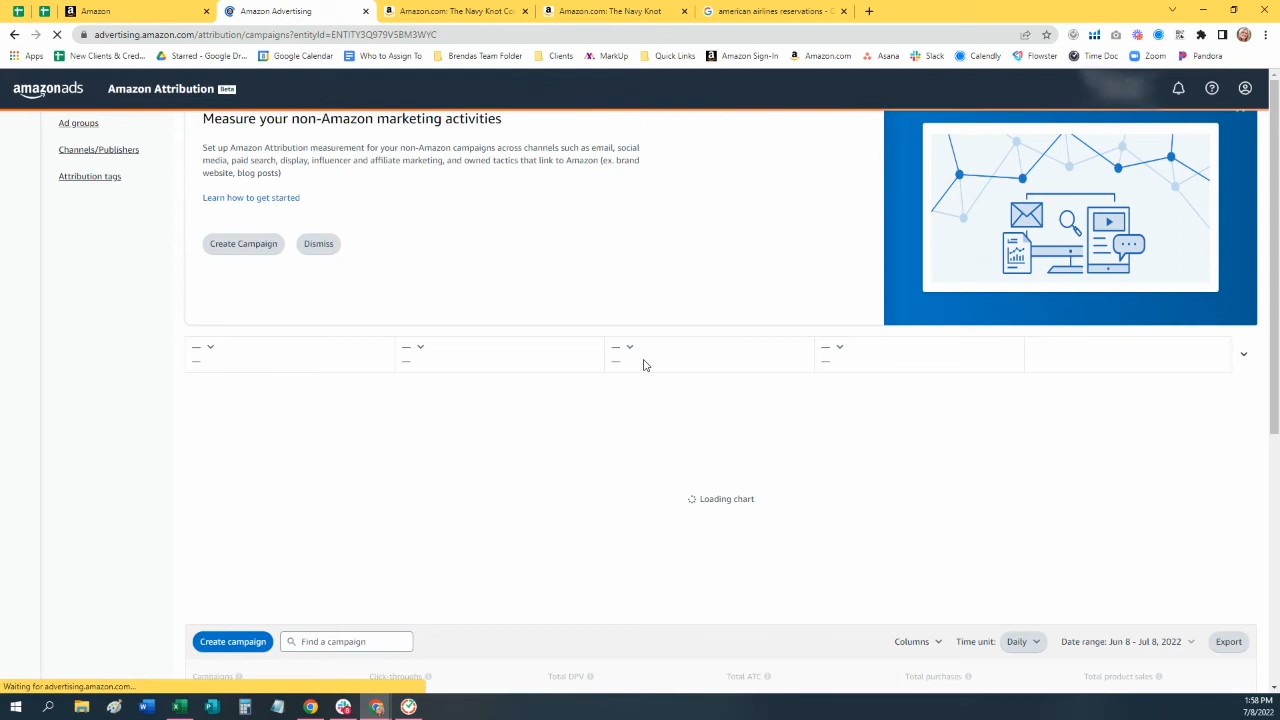 Amazon
Amazon Advertising
Amazon.com: The Navy Knot Co
Amazon.com: The Navy Knot
american airlines reservations - G
advertising.amazon.com/attribution/campaigns?entityId=ENTITY3Q979V5BM3WYC
Apps
New Clients & Cred...
Starred - Google Dr...
Google Calendar
Who to Assign To
Brendas Team Folder
Clients
MarkUp
Quick Links
Amazon Sign-In
Amazon.com
Asana
Slack
Calendly
Flowster
Time Doc
Zoom
Pandora
amazonads
Amazon Attribution Beta
Ad groups
Channels/Publishers
Attribution tags
Measure your non-Amazon marketing activities
Set up Amazon Attribution measurement for your non-Amazon campaigns across channels such as email, social
media, paid search, display, influencer and affiliate marketing, and owned tactics that link to Amazon (ex. brand
website, blog posts)
Learn how to get started
Create Campaign
Dismiss
— —
— —
— —
— —
Loading chart
Create campaign
Find a campaign
Columns
Time unit: Daily
Date range: Jun 8 - Jul 8, 2022
Export
Campaigns
Click-throughs
Total DPV
Total ATC
Total purchases
Total product sales
Waiting for advertising.amazon.com...
1:58 PM
7/8/2022